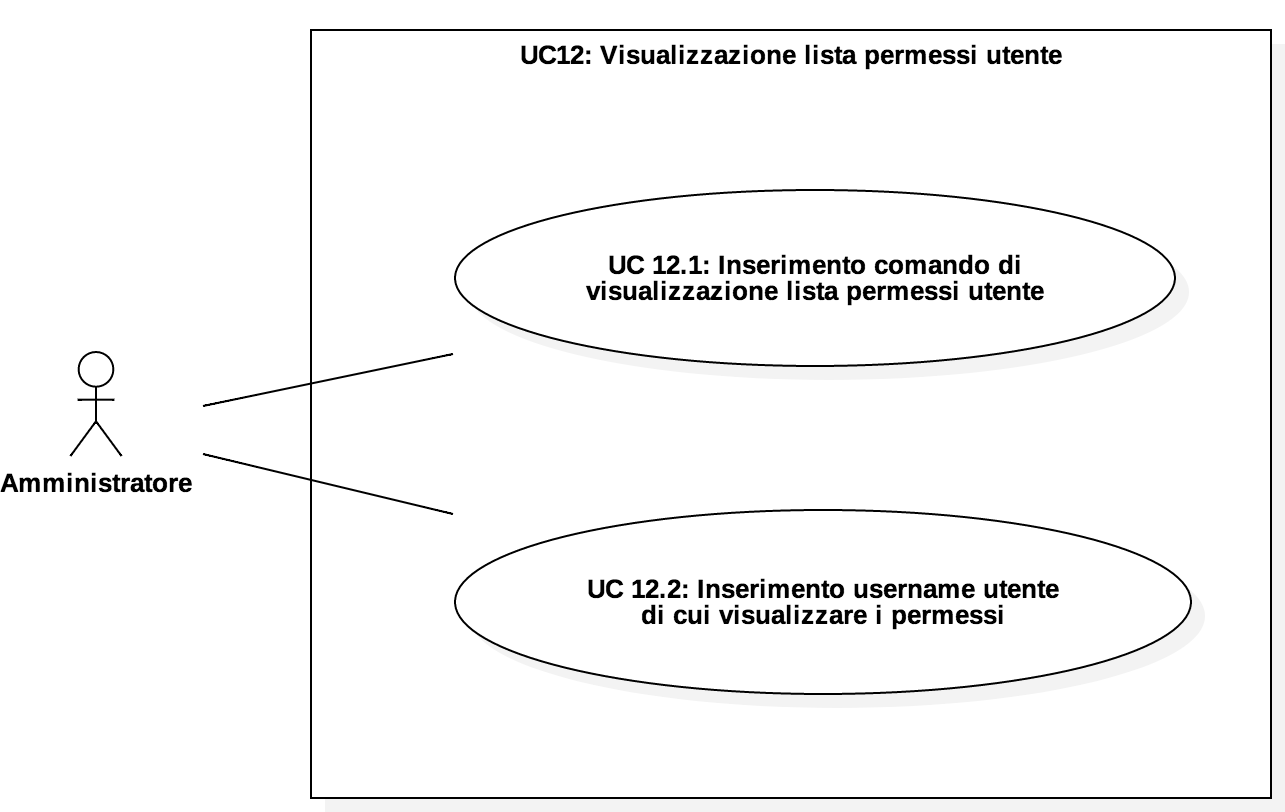 UC12: Visualizzazione lista permessi utente
UC 12.1: Inserimento comando di
visualizzazione lista permessi utente
Amministratore
UC 12.2: Inserimento username utente
di cui visualizzare i permessi